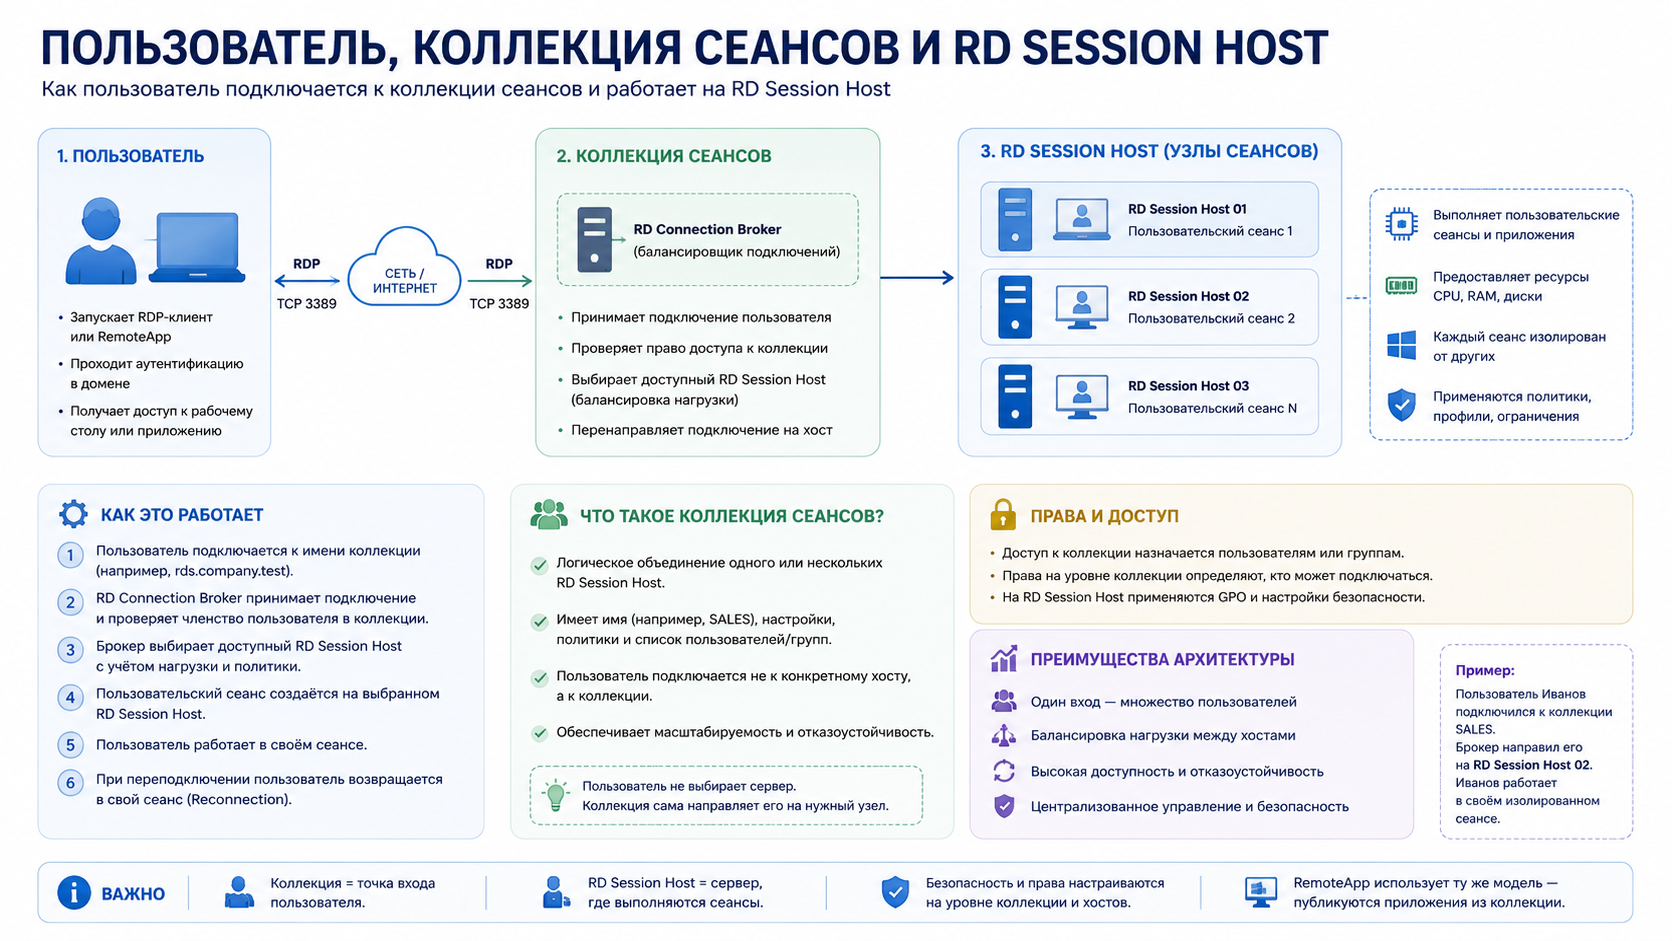 ПОЛЬЗОВАТЕЛЬ, КОЛЛЕКЦИЯ СЕАНСОВ И RD SESSION HOST
Как пользователь подключается к коллекции сеансов и работает на RD Session Host
1. ПОЛЬЗОВАТЕЛЬ
• Запускает RDP-клиент
или RemoteApp
• Проходит аутентификацию
в домене
• Получает доступ к рабочему
столу или приложению
RDP
TCP 3389
СЕТЬ /
ИНТЕРНЕТ
RDP
TCP 3389
2. КОЛЛЕКЦИЯ СЕАНСОВ
RD Connection Broker
(балансировщик подключений)
• Принимает подключение пользователя
• Проверяет право доступа к коллекции
• Выбирает доступный RD Session Host
(балансировка нагрузки)
• Перенаправляет подключение на хост
3. RD SESSION HOST (УЗЛЫ СЕАНСОВ)
RD Session Host 01
Пользовательский сеанс 1
RD Session Host 02
Пользовательский сеанс 2
RD Session Host 03
Пользовательский сеанс N
Выполняет пользовательские
сеансы и приложения
Предоставляет ресурсы
CPU, RAM, диски
Каждый сеанс изолирован
от других
Применяются политики,
профили, ограничения
КАК ЭТО РАБОТАЕТ
1 Пользователь подключается к имени коллекции
(например, rds.company.test).
2 RD Connection Broker принимает подключение
и проверяет членство пользователя в коллекции.
3 Брокер выбирает доступный RD Session Host
с учётом нагрузки и политики.
4 Пользовательский сеанс создаётся на выбранном
RD Session Host.
5 Пользователь работает в своём сеансе.
6 При переподключении пользователь возвращается
в свой сеанс (Reconnection).
ЧТО ТАКОЕ КОЛЛЕКЦИЯ СЕАНСОВ?
Логическое объединение одного или нескольких
RD Session Host.
Имеет имя (например, SALES), настройки,
политики и список пользователей/групп.
Пользователь подключается не к конкретному хосту,
а к коллекции.
Обеспечивает масштабируемость и отказоустойчивость.
Пользователь не выбирает сервер.
Коллекция сама направляет его на нужный узел.
ПРАВА И ДОСТУП
• Доступ к коллекции назначается пользователям или группам.
• Права на уровне коллекции определяют, кто может подключаться.
• На RD Session Host применяются GPO и настройки безопасности.
ПРЕИМУЩЕСТВА АРХИТЕКТУРЫ
Один вход — множество пользователей
Балансировка нагрузки между хостами
Высокая доступность и отказоустойчивость
Централизованное управление и безопасность
Пример:
Пользователь Иванов
подключился к коллекции
SALES.
Брокер направил его
на RD Session Host 02.
Иванов работает
в своём изолированном
сеансе.
ВАЖНО
Коллекция = точка входа
пользователя.
RD Session Host = сервер,
где выполняются сеансы.
Безопасность и права настраиваются
на уровне коллекции и хостов.
RemoteApp использует ту же модель —
публикуются приложения из коллекции.